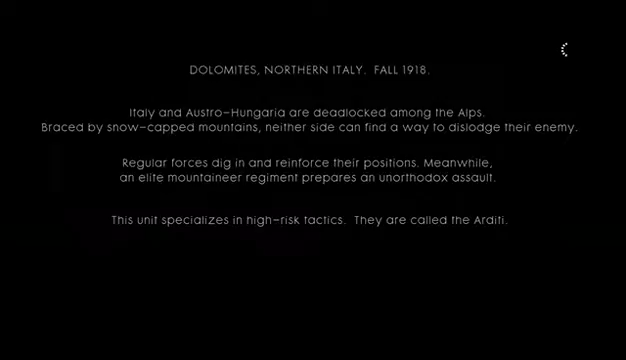 DOLOMITES, NORTHERN ITALY.  FALL 1918.
Italy and Austro-Hungaria are deadlocked among the Alps.
Braced by snow-capped mountains, neither side can find a way to dislodge their enemy.
Regular forces dig in and reinforce their positions. Meanwhile,
an elite mountaineer regiment prepares an unorthodox assault.
This unit specializes in high-risk tactics.  They are called the Arditi.